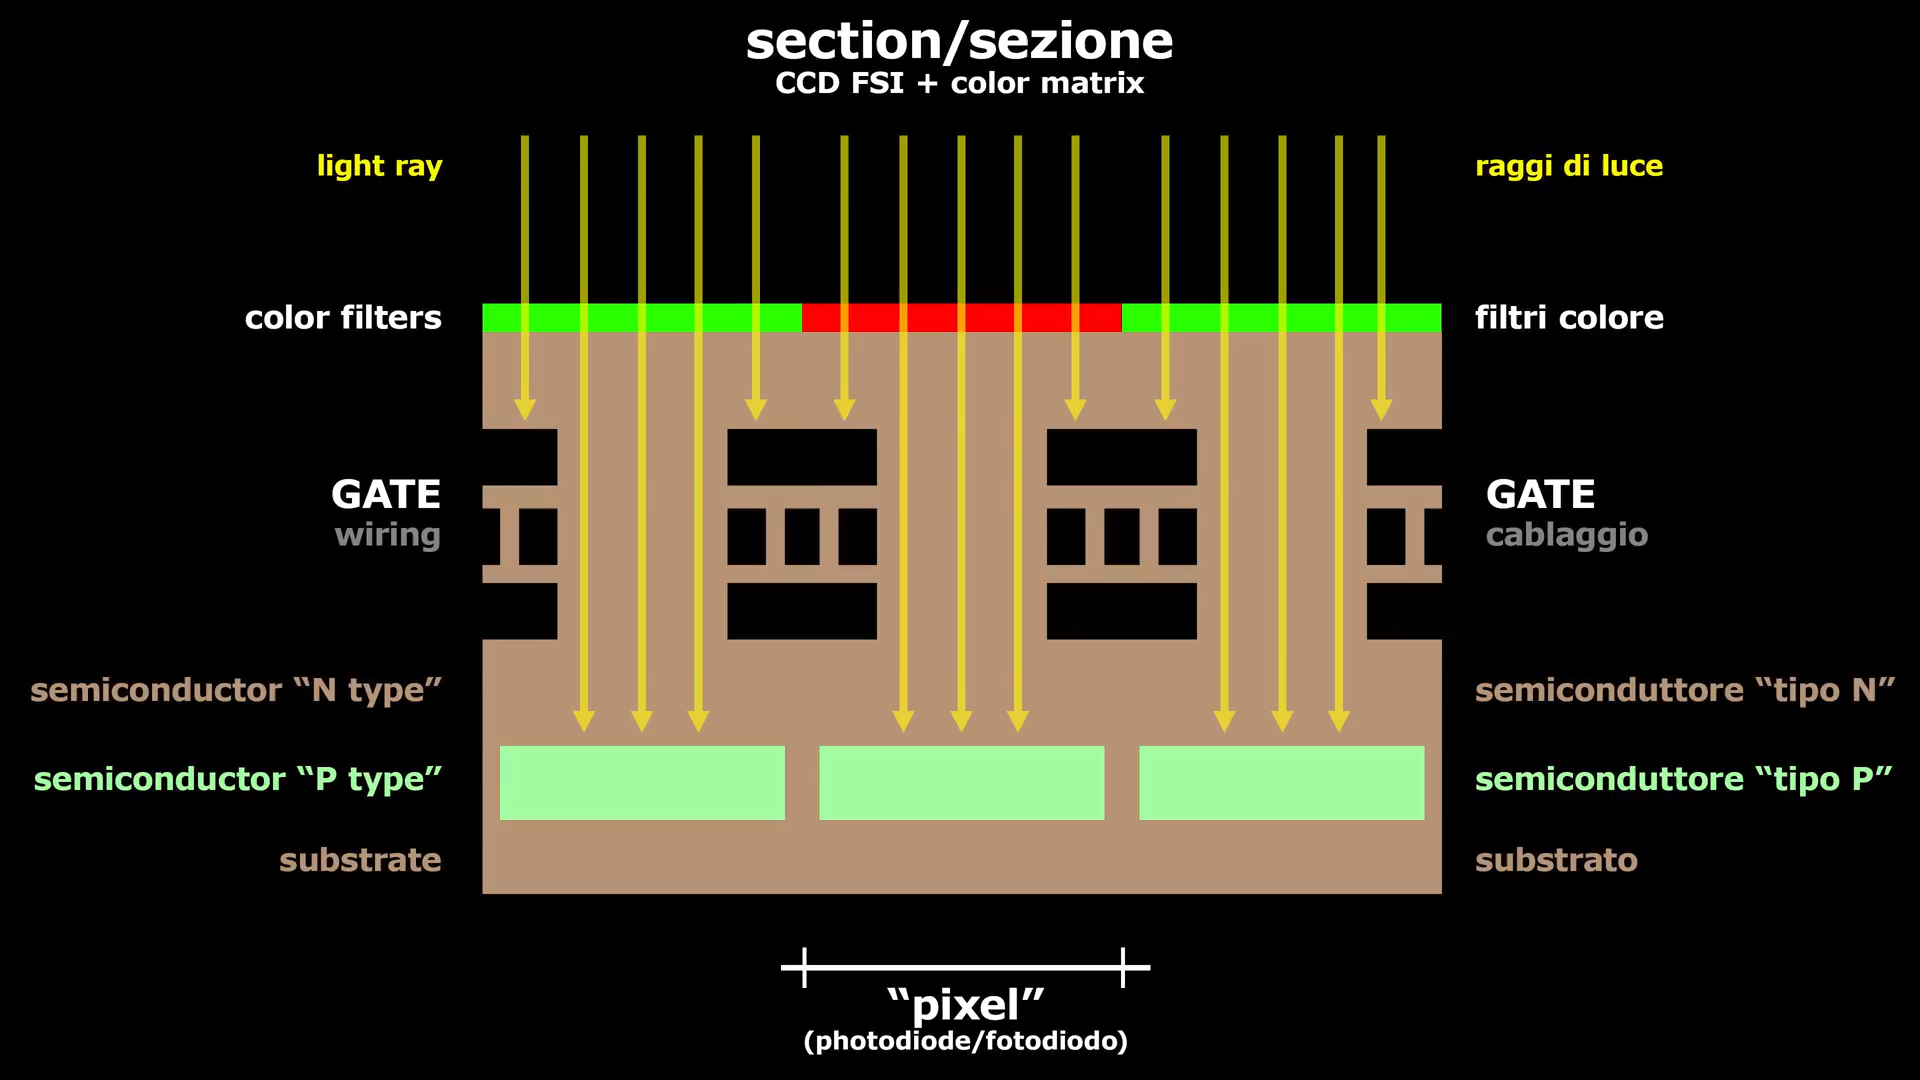 section/sezione
CCD FSI + color matrix
light ray
raggi di luce
color filters
filtri colore
GATE
wiring
GATE
cablaggio
semiconductor “N type”
semiconduttore “tipo N”
semiconductor “P type”
semiconduttore “tipo P”
substrate
substrato
“pixel”
(photodiode/fotodiodo)